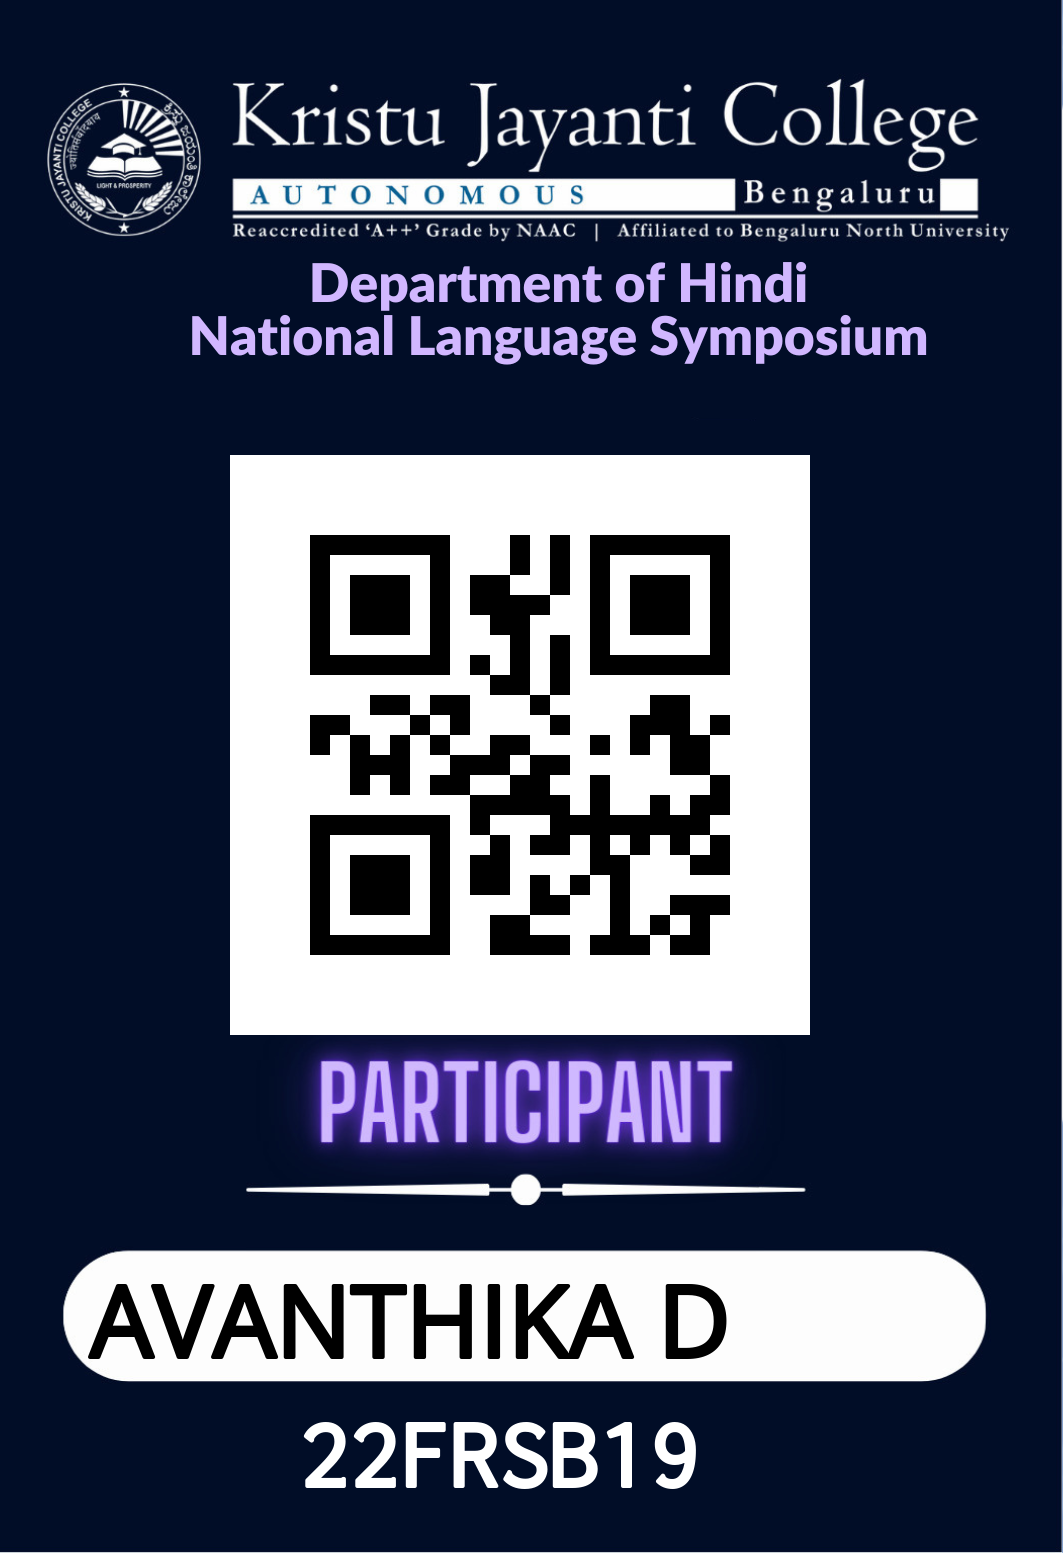 Kristu Jayanti College
AUTONOMOUS Bengaluru
Reaccredited ‘A++’ Grade by NAAC | Affiliated to Bengaluru North University
KRISTU JAYANTI COLLEGE
LIGHT & PROSPERITY
Department of Hindi
National Language Symposium
PARTICIPANT
AVANTHIKA D
22FRSB19